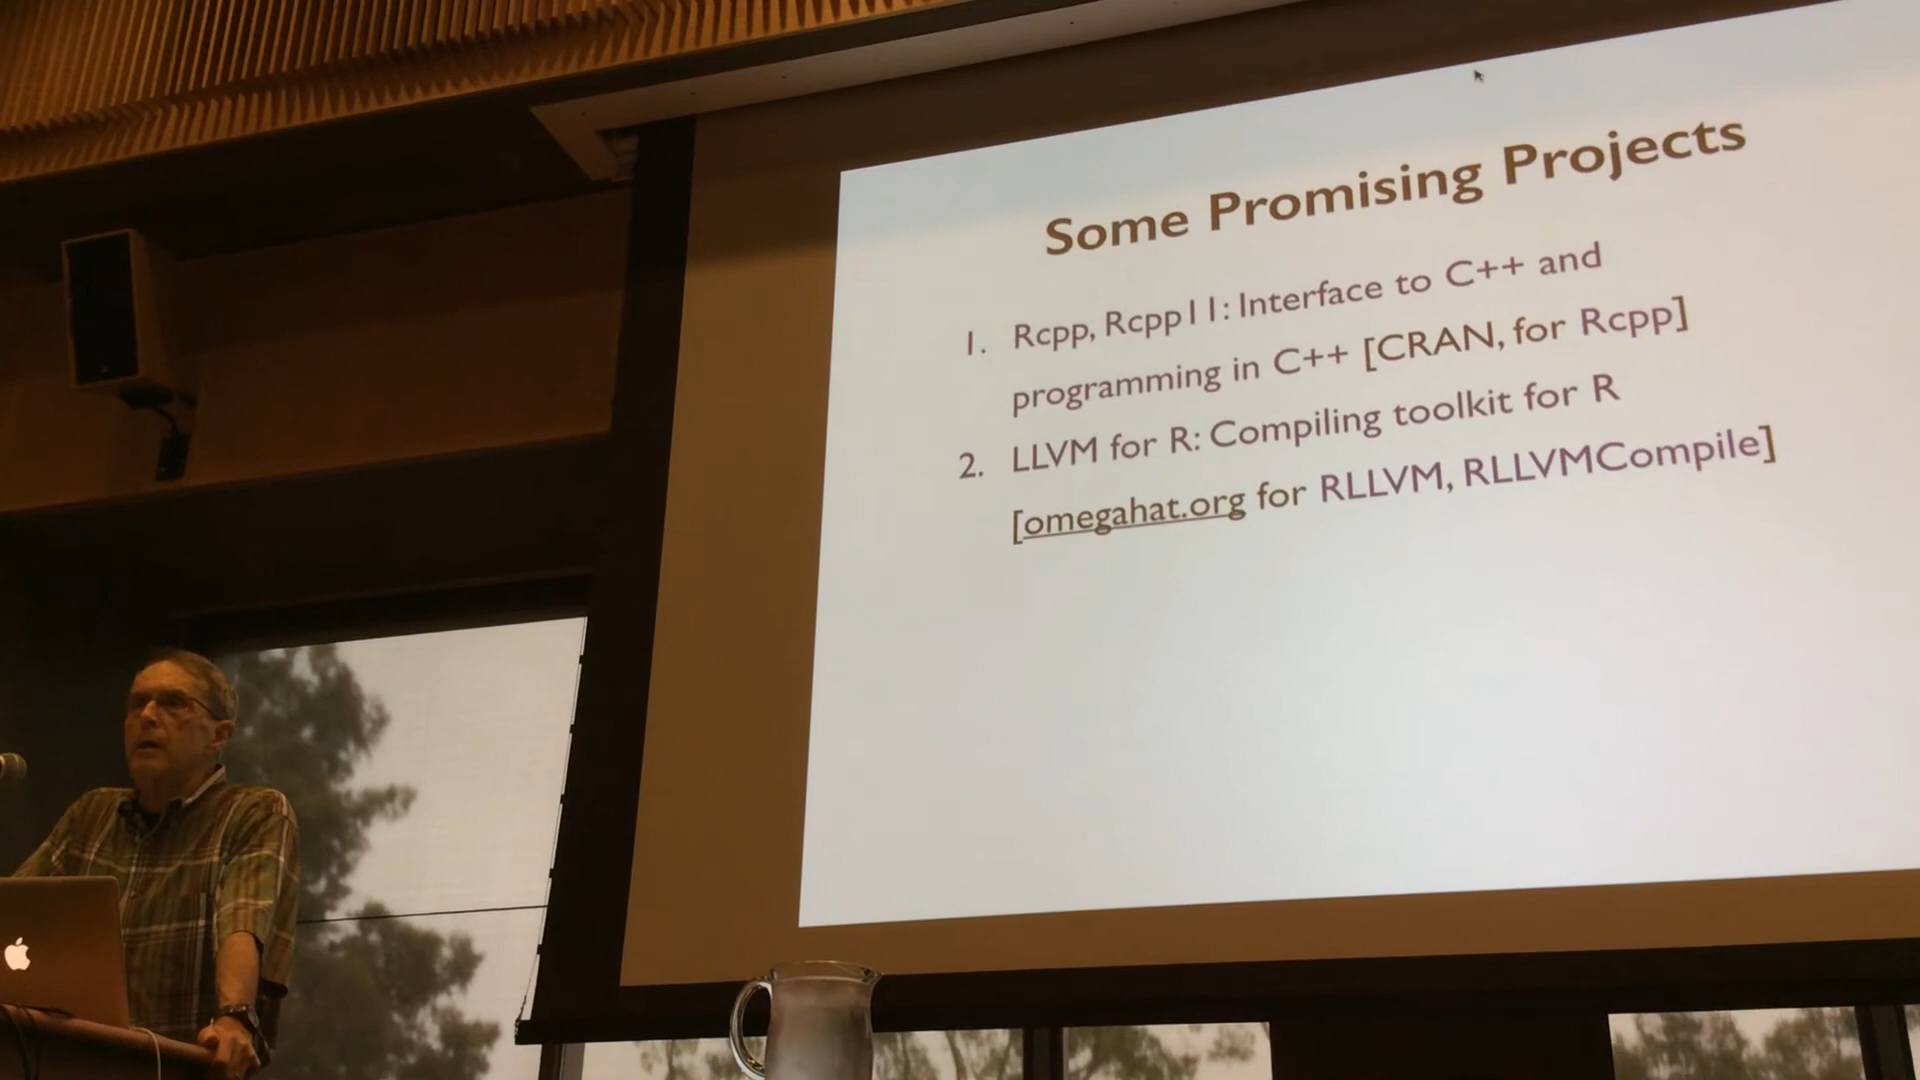 Some Promising Projects
1. Rcpp, Rcpp11: Interface to C++ and
programming in C++ [CRAN, for Rcpp]
2. LLVM for R: Compiling toolkit for R
[omegahat.org for RLLVM, RLLVMCompile]